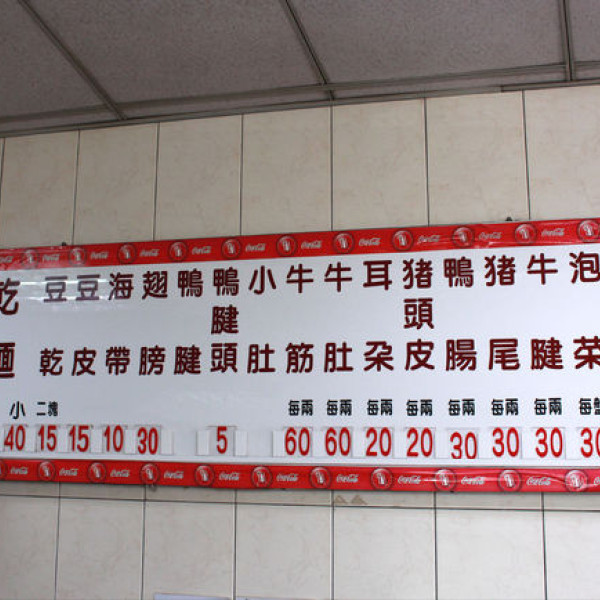 Coca-Cola
乾麵 小 40
豆乾 二塊 15
豆皮 15
海帶 10
翅膀 30
鴨腱
鴨腱頭 5
小肚
牛筋 每兩 60
牛肚 每兩 60
耳朵 每兩 20
猪頭皮 每兩 20
鴨腸 每兩 30
猪尾 每兩 30
牛腱 每兩 30
泡菜 每盤 30